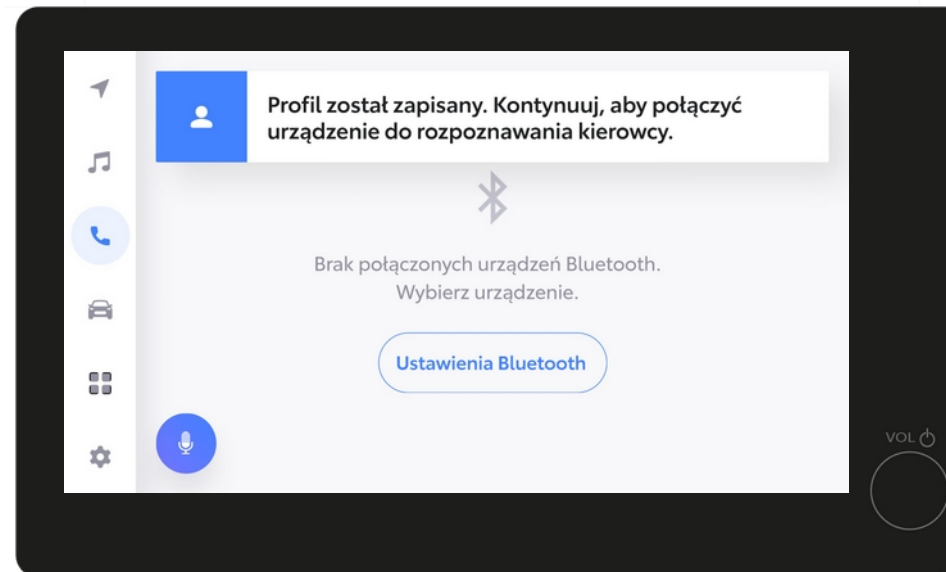 Profil został zapisany. Kontynuuj, aby połączyć
urządzenie do rozpoznawania kierowcy.
Brak połączonych urządzeń Bluetooth.
Wybierz urządzenie.
Ustawienia Bluetooth
VOL